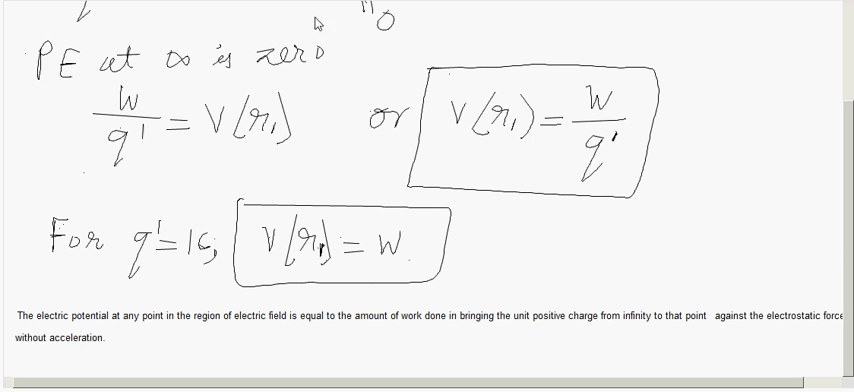 PE at ∞ is zero
W/q' = V(r₁) or V(r₁) = W/q'
For q' = 1C; V(r₁) = W.
The electric potential at any point in the region of electric field is equal to the amount of work done in bringing the unit positive charge from infinity to that point against the electrostatic force
without acceleration.